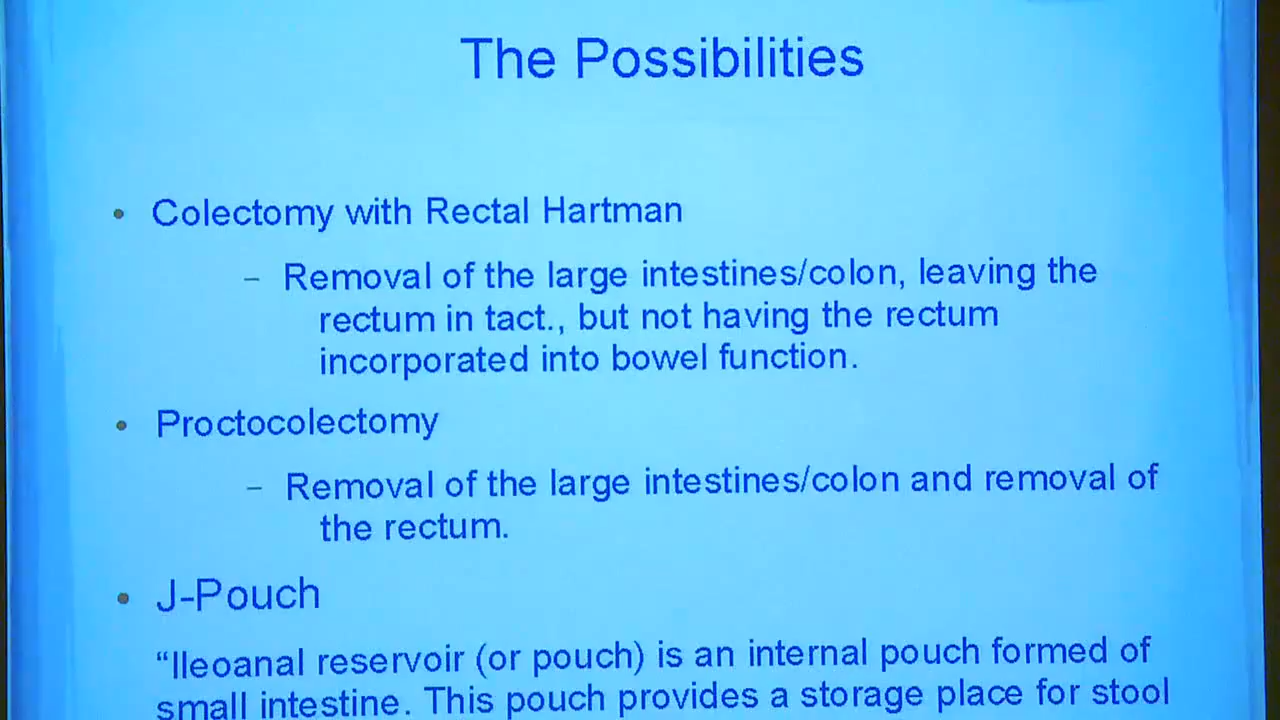 The Possibilities
• Colectomy with Rectal Hartman
– Removal of the large intestines/colon, leaving the
rectum in tact., but not having the rectum
incorporated into bowel function.
• Proctocolectomy
– Removal of the large intestines/colon and removal of
the rectum.
• J-Pouch
“Ileoanal reservoir (or pouch) is an internal pouch formed of
small intestine. This pouch provides a storage place for stool